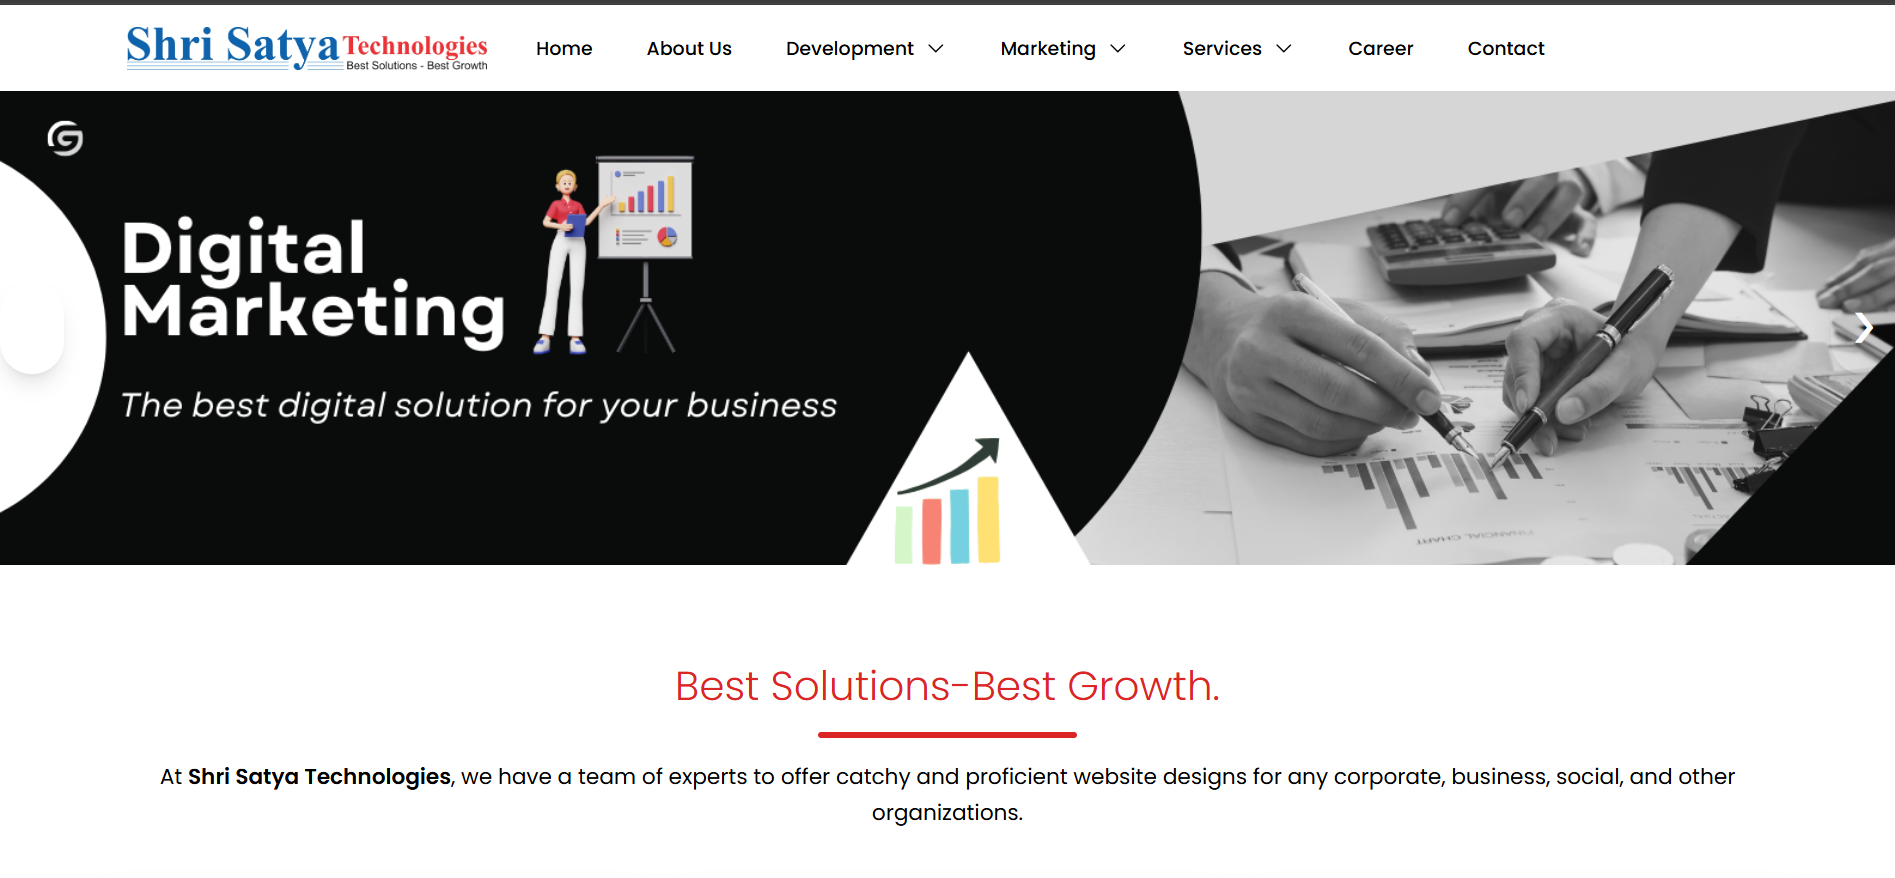 Shri Satya Technologies
Best Solutions - Best Growth
Home About Us Development Marketing Services Career Contact
Digital
Marketing
The best digital solution for your business
FINANCIAL CHART
Best Solutions-Best Growth.
At Shri Satya Technologies, we have a team of experts to offer catchy and proficient website designs for any corporate, business, social, and other
organizations.